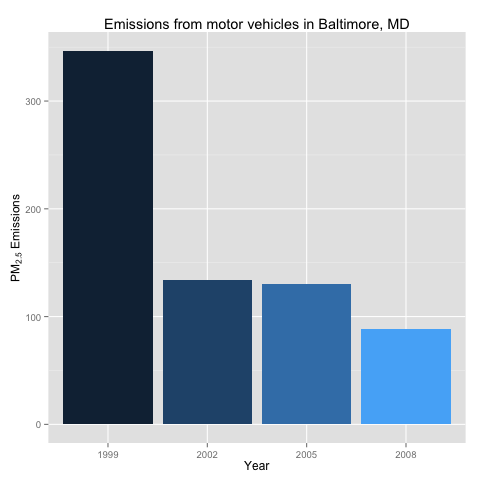 Emissions from motor vehicles in Baltimore, MD
300
200
100
0
PM2.5 Emissions
1999 2002 2005 2008
Year